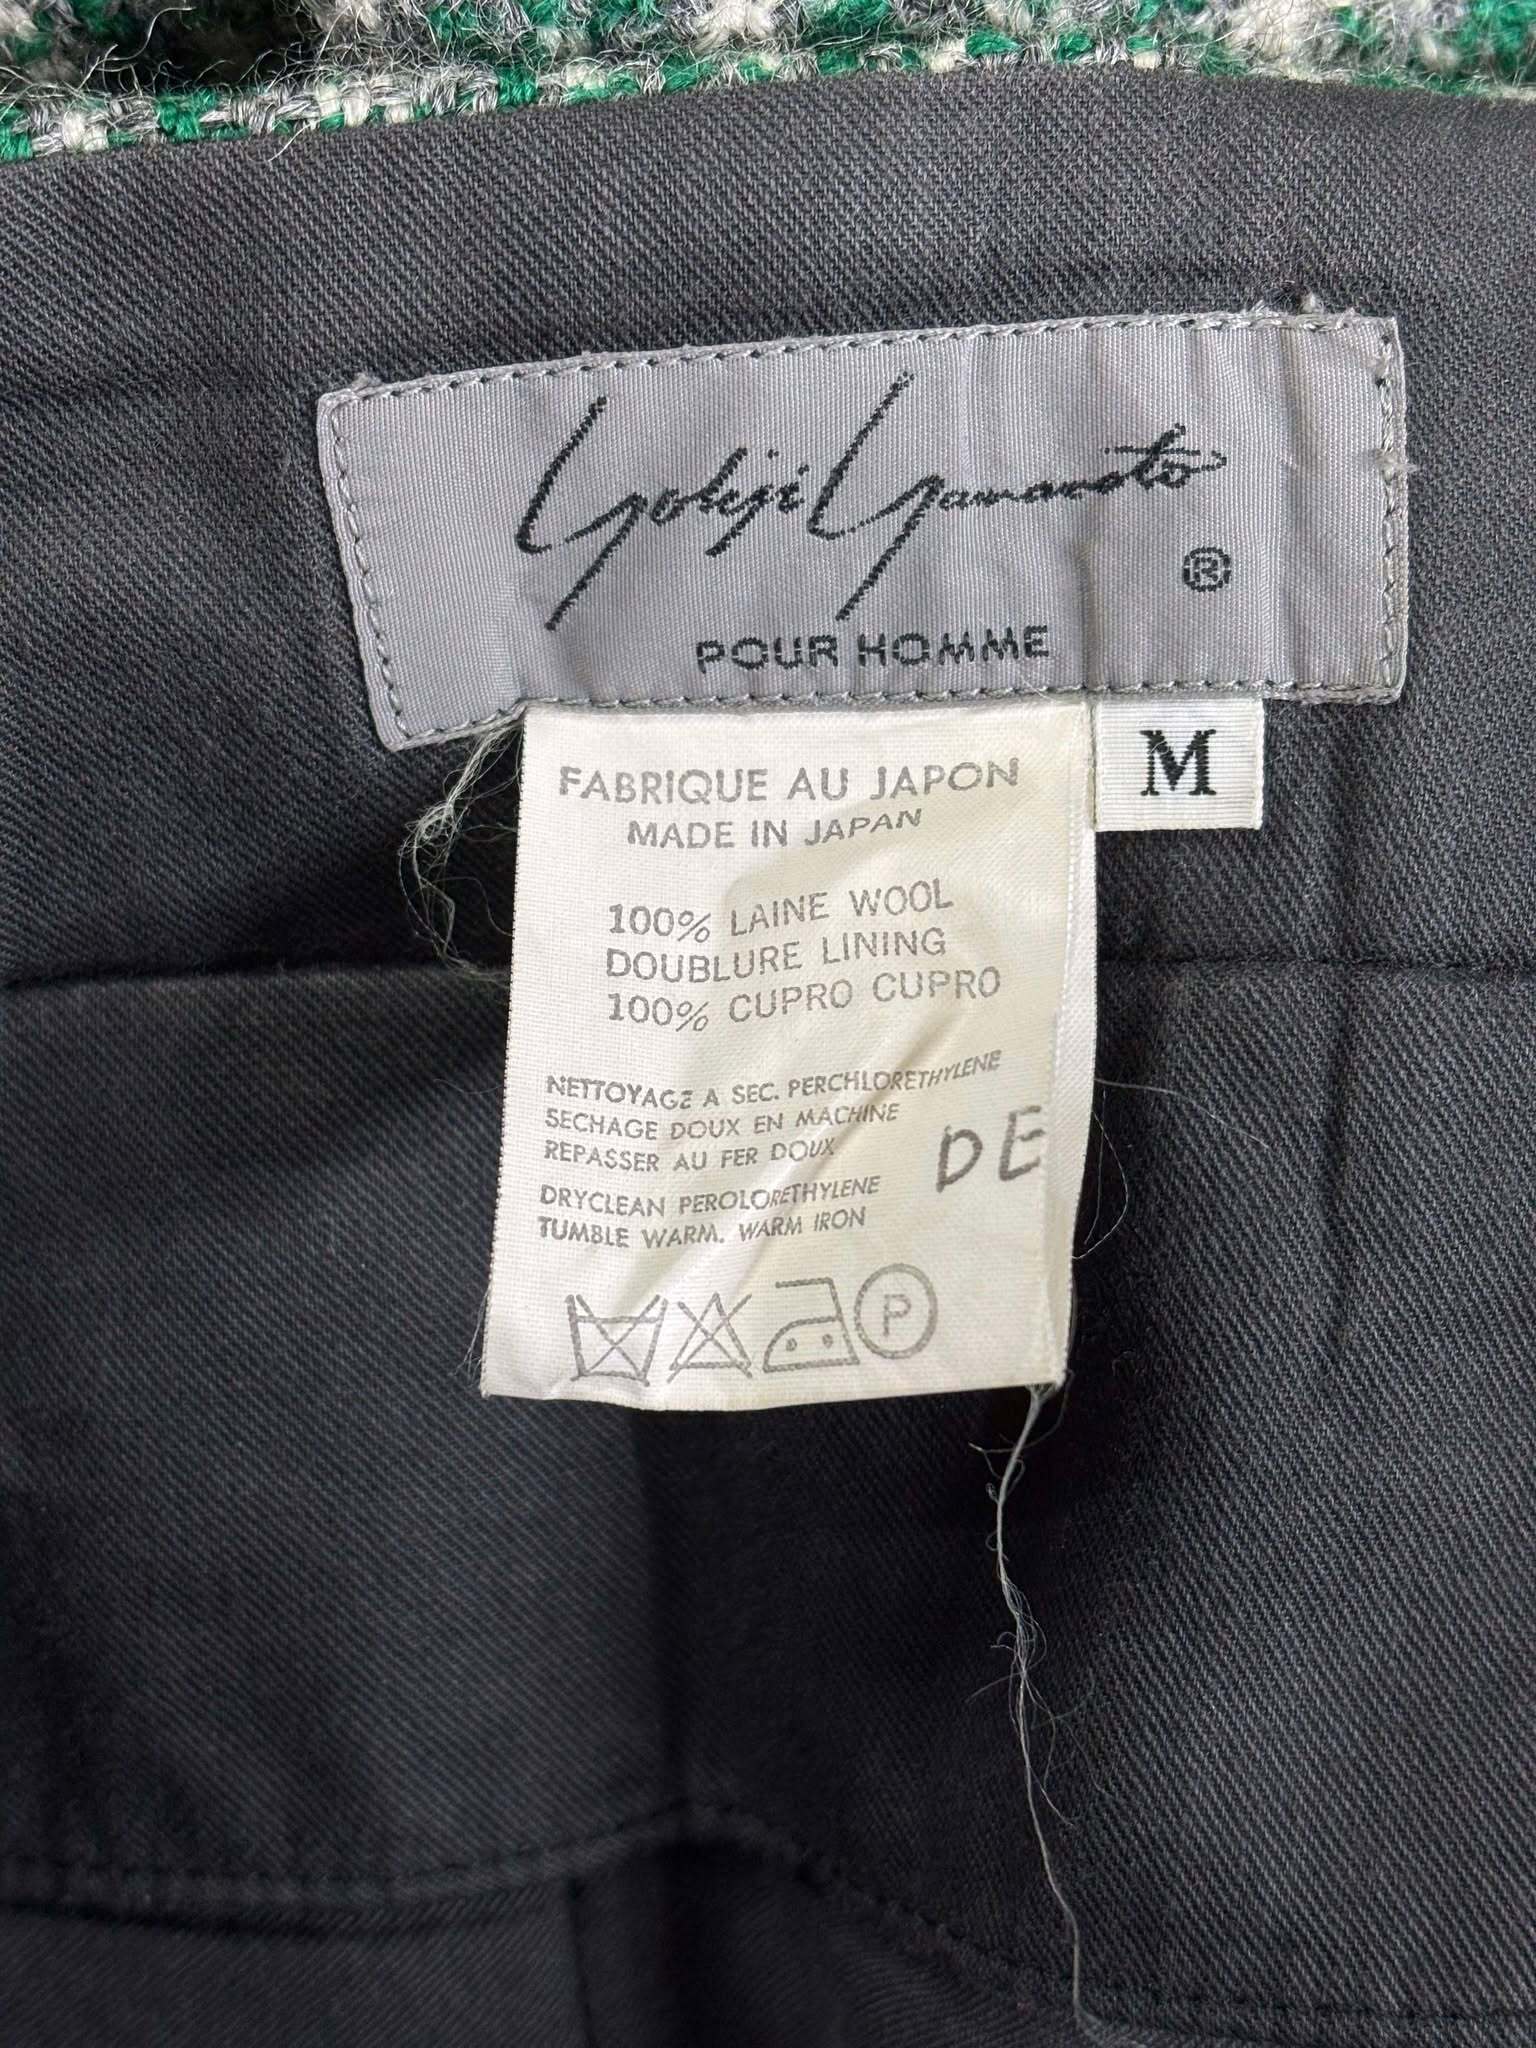 Yohji Yamamoto
®
POUR HOMME
M
FABRIQUE AU JAPON
MADE IN JAPAN
100% LAINE WOOL
DOUBLURE LINING
100% CUPRO CUPRO
NETTOYAGE A SEC. PERCHLORETHYLENE
SECHAGE DOUX EN MACHINE
REPASSER AU FER DOUX
DE
DRYCLEAN PEROLORETHYLENE
TUMBLE WARM. WARM IRON
P